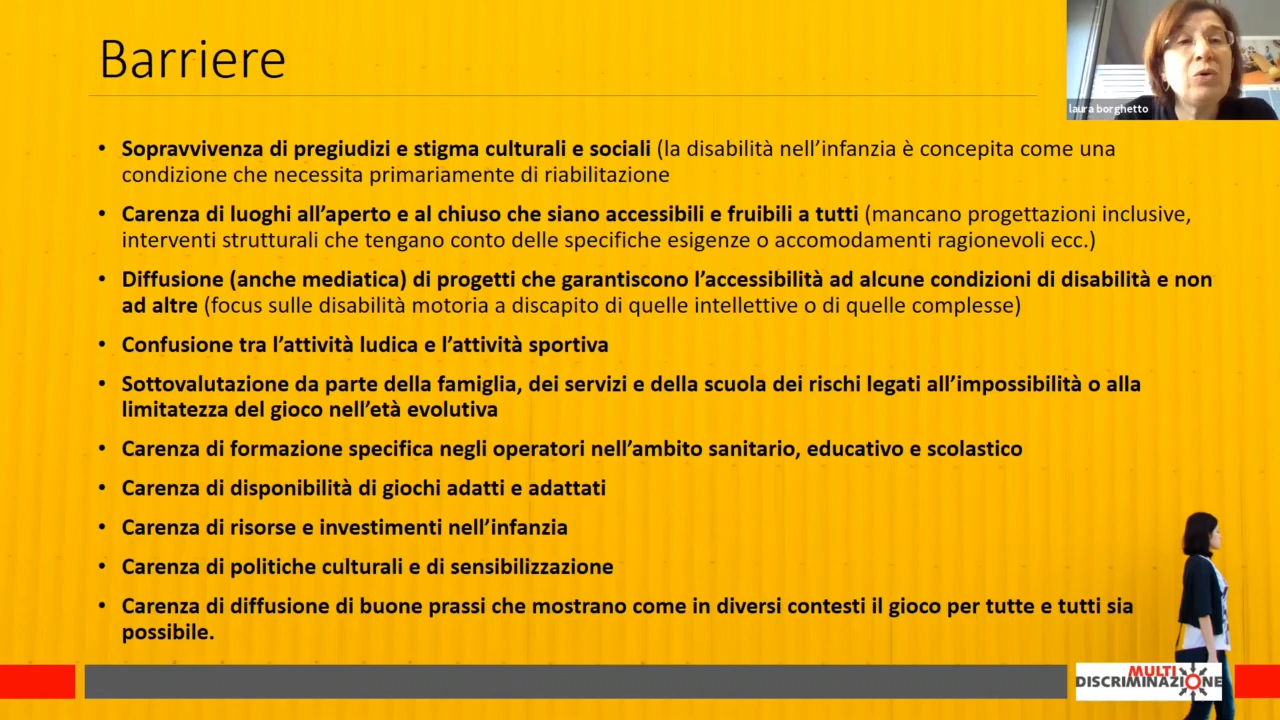 Barriere
laura borghetto
• Sopravvivenza di pregiudizi e stigma culturali e sociali (la disabilità nell’infanzia è concepita come una
condizione che necessita primariamente di riabilitazione
• Carenza di luoghi all’aperto e al chiuso che siano accessibili e fruibili a tutti (mancano progettazioni inclusive,
interventi strutturali che tengano conto delle specifiche esigenze o accomodamenti ragionevoli ecc.)
• Diffusione (anche mediatica) di progetti che garantiscono l’accessibilità ad alcune condizioni di disabilità e non
ad altre (focus sulle disabilità motoria a discapito di quelle intellettive o di quelle complesse)
• Confusione tra l’attività ludica e l’attività sportiva
• Sottovalutazione da parte della famiglia, dei servizi e della scuola dei rischi legati all’impossibilità o alla
limitatezza del gioco nell’età evolutiva
• Carenza di formazione specifica negli operatori nell’ambito sanitario, educativo e scolastico
• Carenza di disponibilità di giochi adatti e adattati
• Carenza di risorse e investimenti nell’infanzia
• Carenza di politiche culturali e di sensibilizzazione
• Carenza di diffusione di buone prassi che mostrano come in diversi contesti il gioco per tutte e tutti sia
possibile.
MULTI
DISCRIMINAZIONE